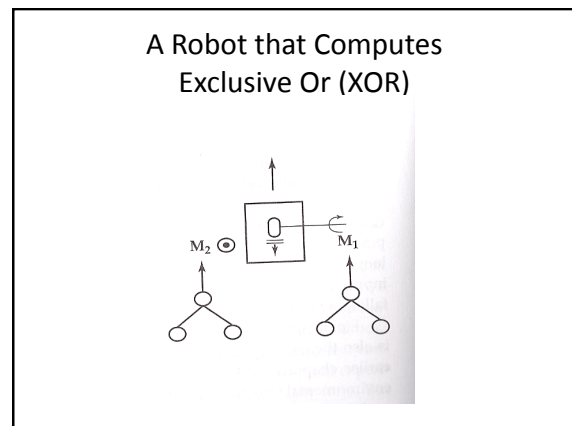 A Robot that Computes
Exclusive Or (XOR)
M₂
M₁